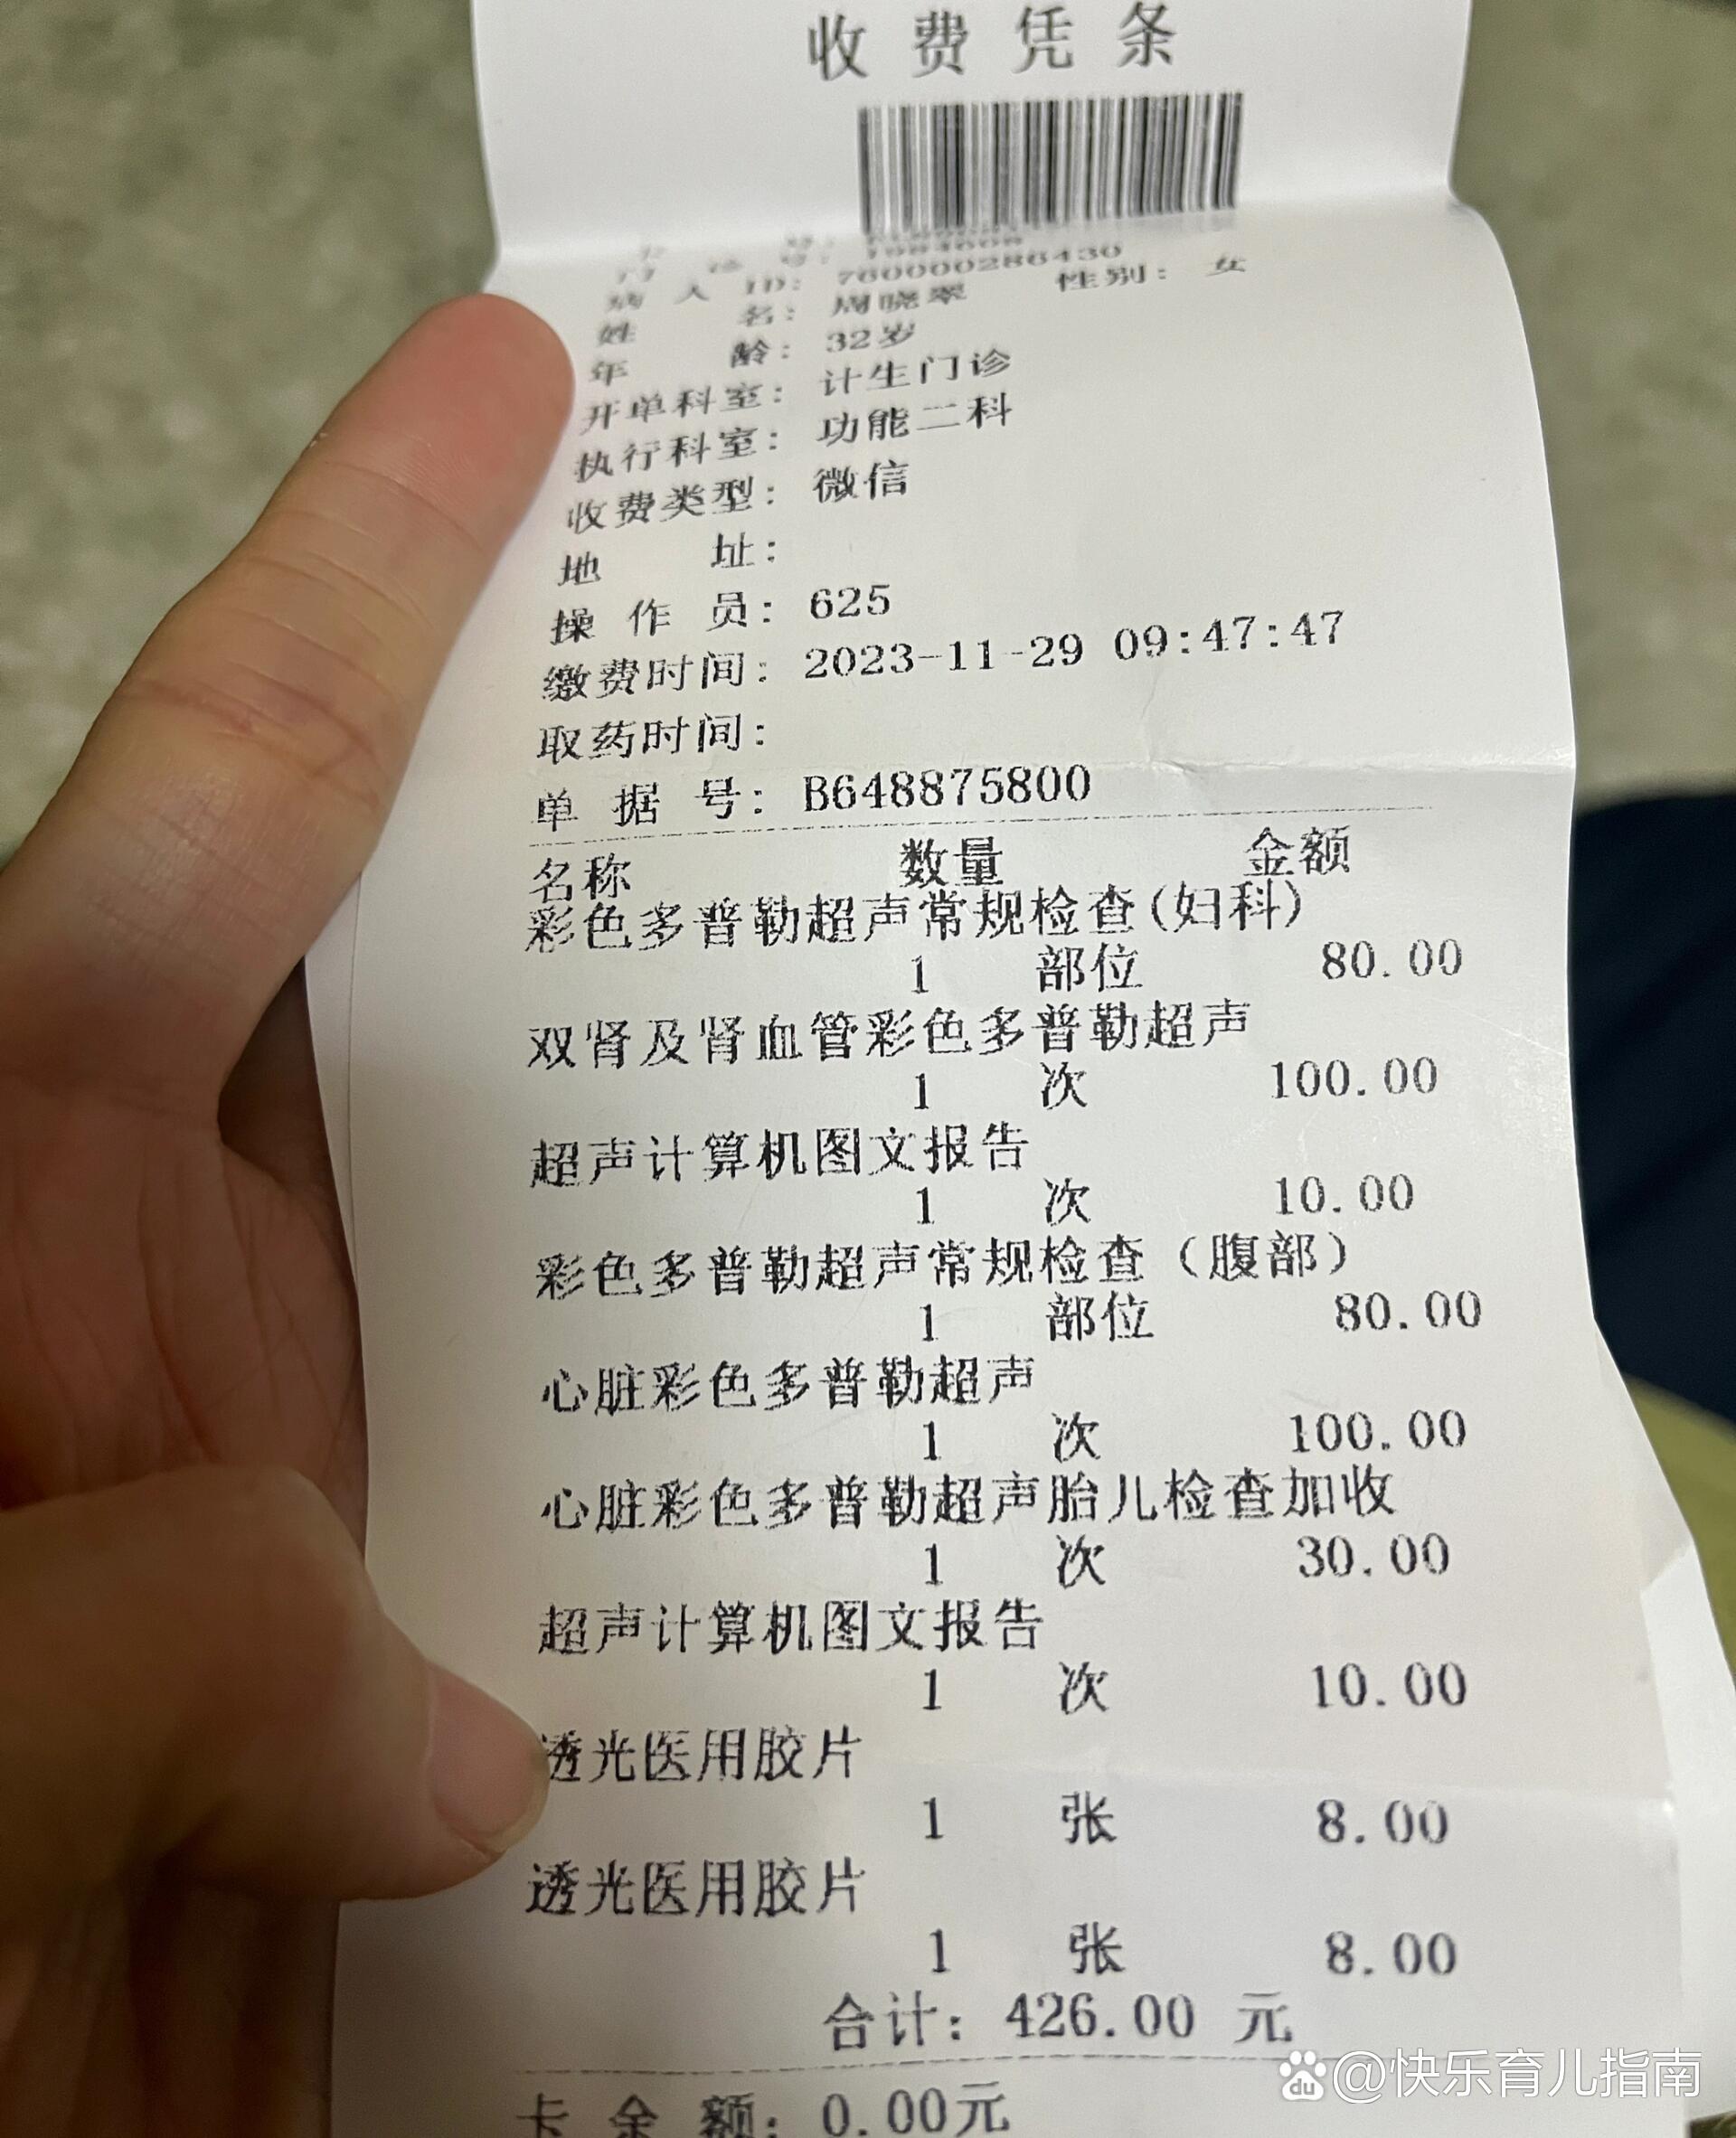 收费凭条
病人ID: 760000286430
姓名: 周晓翠 性别: 女
年龄: 32岁
开单科室: 计生门诊
执行科室: 功能二科
收费类型: 微信
地址:
操作员: 625
缴费时间: 2023-11-29 09:47:47
取药时间:
单据号: B648875800
名称 数量 金额
彩色多普勒超声常规检查(妇科)
1 部位 80.00
双肾及肾血管彩色多普勒超声
1 次 100.00
超声计算机图文报告
1 次 10.00
彩色多普勒超声常规检查（腹部）
1 部位 80.00
心脏彩色多普勒超声
1 次 100.00
心脏彩色多普勒超声胎儿检查加收
1 次 30.00
超声计算机图文报告
1 次 10.00
透光医用胶片
1 张 8.00
透光医用胶片
1 张 8.00
合计: 426.00 元
卡余额: 0.00元
du @快乐育儿指南